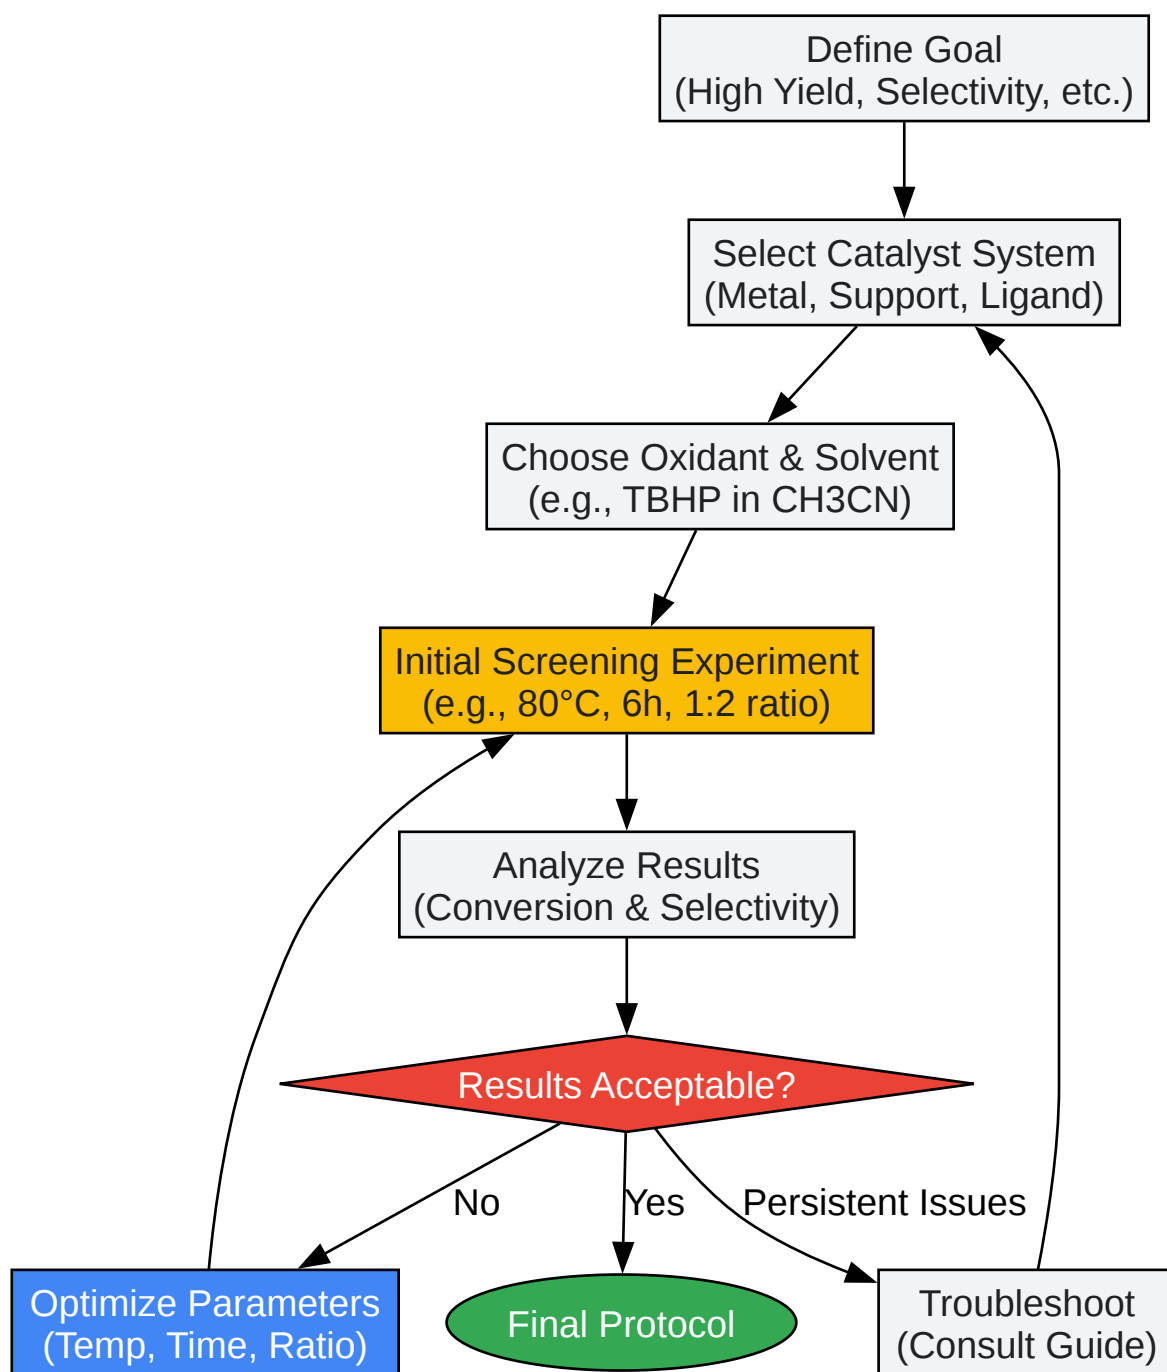 Define Goal
(High Yield, Selectivity, etc.)
Select Catalyst System
(Metal, Support, Ligand)
Choose Oxidant & Solvent
(e.g., TBHP in CH3CN)
Initial Screening Experiment
(e.g., 80°C, 6h, 1:2 ratio)
Analyze Results
(Conversion & Selectivity)
Results Acceptable?
No
Yes
Persistent Issues
Optimize Parameters
(Temp, Time, Ratio)
Final Protocol
Troubleshoot
(Consult Guide)